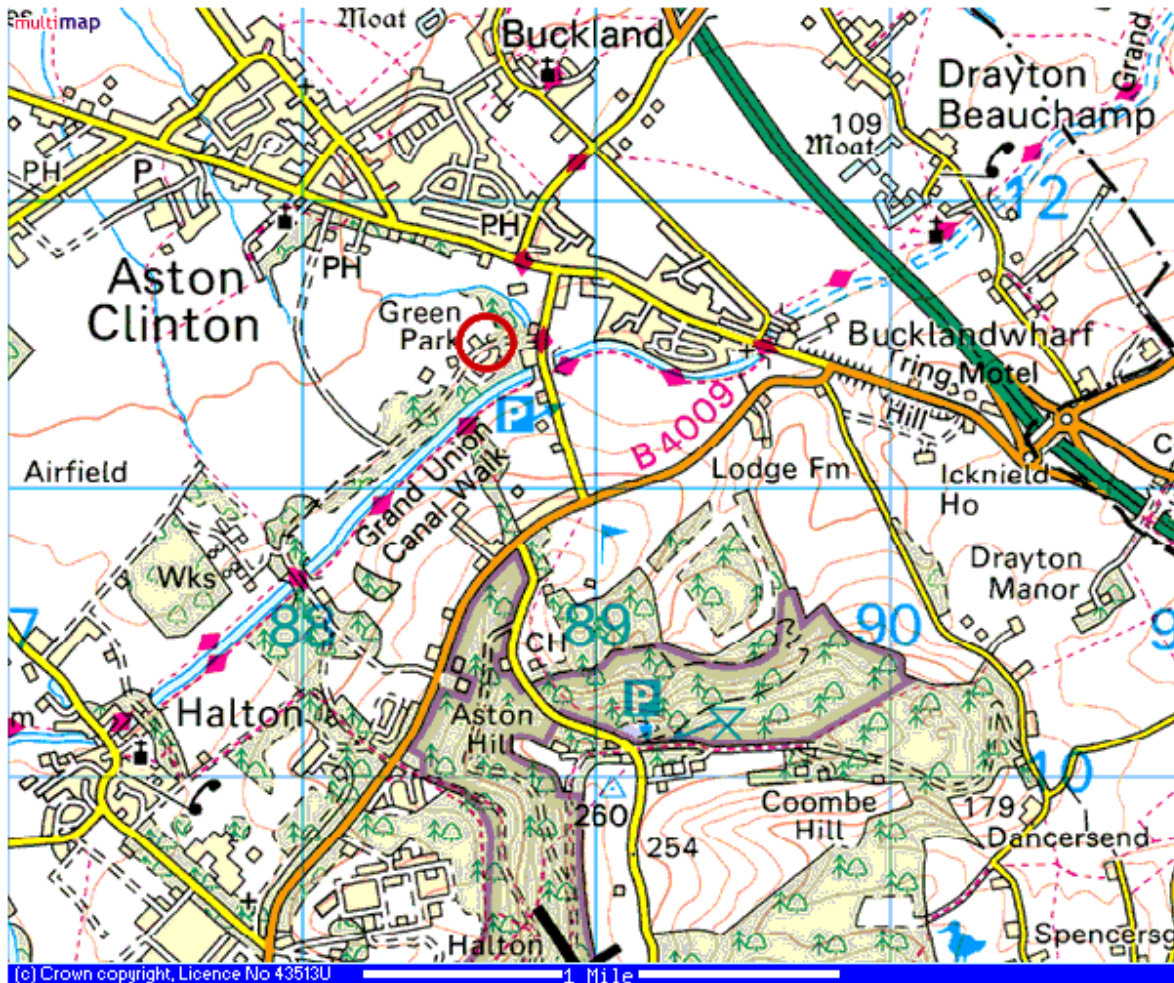 multimap
Moat
Buckland
Drayton
Beauchamp
Grand
109
Moat
PH
P
PH
12
PH
Aston
Clinton
Green
Park
Bucklandwharf
Tring
Motel
Hill
P
B4009
Grand Union
Canal Walk
Airfield
Lodge Fm
Icknield
Ho
C
Wks
Drayton
Manor
7
88
89
90
9
CH
P
m
Halton
Aston
Hill
10
260
254
Coombe
Hill
179
Dancersend
Halton
Spencersg
(c) Crown copyright, Licence No 43513U
1 Mile